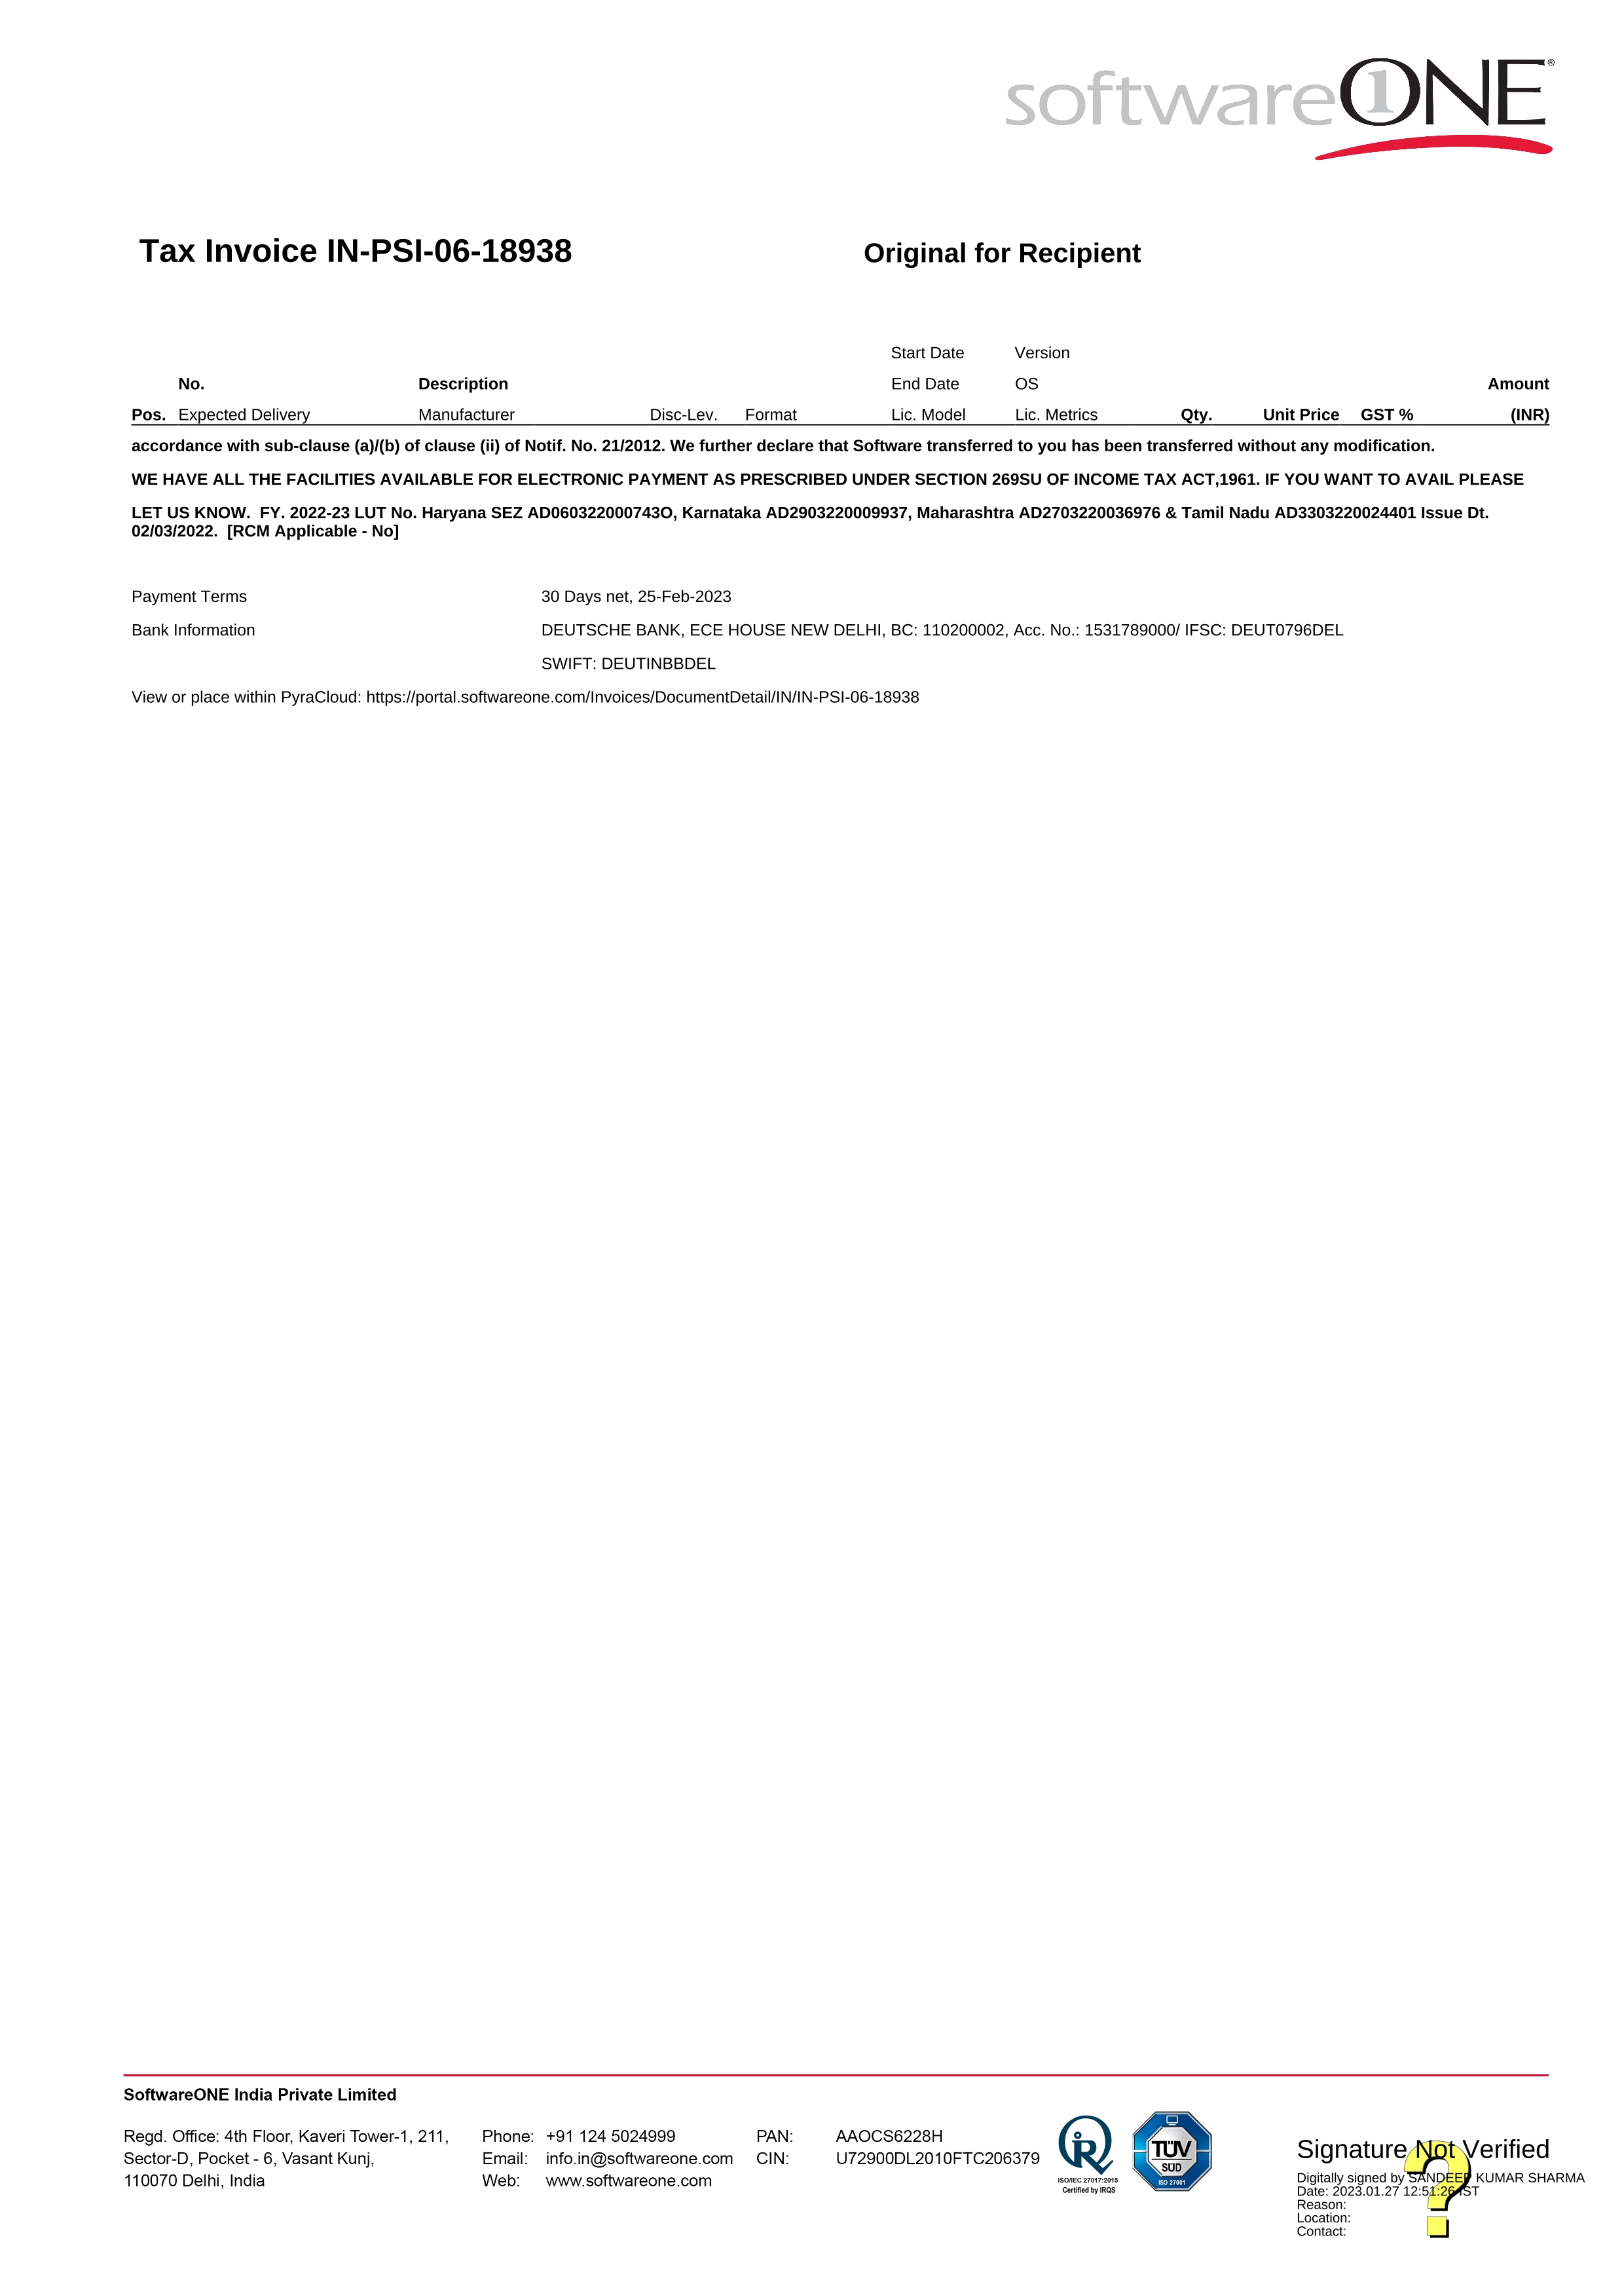 softwareONE®
Tax Invoice IN-PSI-06-18938 Original for Recipient
Start Date Version
No. Description End Date OS Amount
Pos. Expected Delivery Manufacturer Disc-Lev. Format Lic. Model Lic. Metrics Qty. Unit Price GST % (INR)
accordance with sub-clause (a)/(b) of clause (ii) of Notif. No. 21/2012. We further declare that Software transferred to you has been transferred without any modification.
WE HAVE ALL THE FACILITIES AVAILABLE FOR ELECTRONIC PAYMENT AS PRESCRIBED UNDER SECTION 269SU OF INCOME TAX ACT,1961. IF YOU WANT TO AVAIL PLEASE
LET US KNOW. FY. 2022-23 LUT No. Haryana SEZ AD060322000743O, Karnataka AD2903220009937, Maharashtra AD2703220036976 & Tamil Nadu AD3303220024401 Issue Dt.
02/03/2022. [RCM Applicable - No]
Payment Terms 30 Days net, 25-Feb-2023
Bank Information DEUTSCHE BANK, ECE HOUSE NEW DELHI, BC: 110200002, Acc. No.: 1531789000/ IFSC: DEUT0796DEL
SWIFT: DEUTINBBDEL
View or place within PyraCloud: https://portal.softwareone.com/Invoices/DocumentDetail/IN/IN-PSI-06-18938
SoftwareONE India Private Limited
Regd. Office: 4th Floor, Kaveri Tower-1, 211, Phone: +91 124 5024999 PAN: AAOCS6228H
Sector-D, Pocket - 6, Vasant Kunj, Email: info.in@softwareone.com CIN: U72900DL2010FTC206379
110070 Delhi, India Web: www.softwareone.com
iR
ISO/IEC 27017:2015
Certified by IRQS
TÜV
SÜD
ISO 27001
Signature Not Verified
Digitally signed by SANDEEP KUMAR SHARMA
Date: 2023.01.27 12:51:26 IST
Reason:
Location:
Contact: